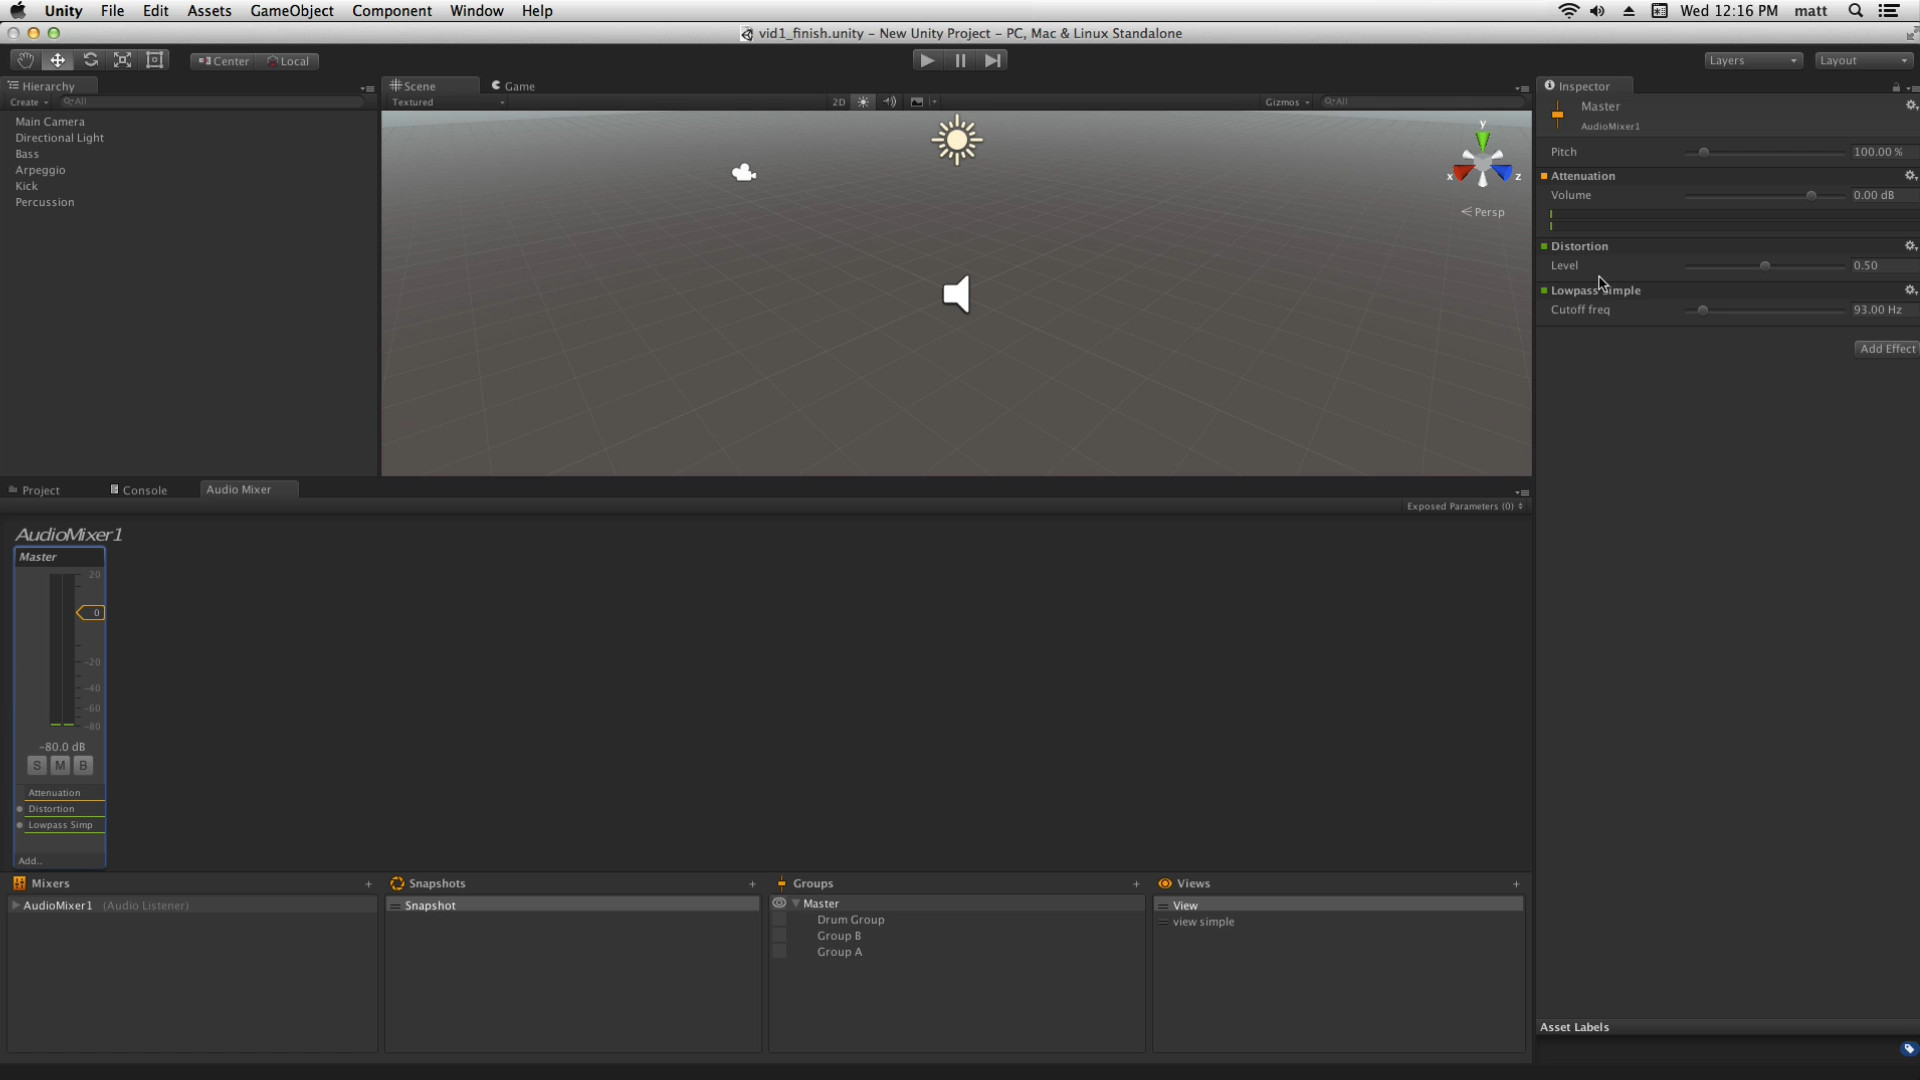 Unity File Edit Assets GameObject Component Window Help Wed 12:16 PM matt
vid1_finish.unity - New Unity Project - PC, Mac & Linux Standalone
Center Local Layers Layout
Hierarchy
Create All
Main Camera
Directional Light
Bass
Arpeggio
Kick
Percussion
Scene Game
Textured 2D Gizmos All
y
x z
Persp
Inspector
Master
AudioMixer1
Pitch 100.00 %
Attenuation
Volume 0.00 dB
Distortion
Level 0.50
Lowpass Simple
Cutoff freq 93.00 Hz
Add Effect
Project Console Audio Mixer
Exposed Parameters (0)
AudioMixer1
Master
20
0
-20
-40
-60
-80
-80.0 dB
S M B
Attenuation
Distortion
Lowpass Simp
Add..
Mixers +
AudioMixer1 (Audio Listener)
Snapshots +
Snapshot
Groups +
Master
Drum Group
Group B
Group A
Views +
View
view simple
Asset Labels